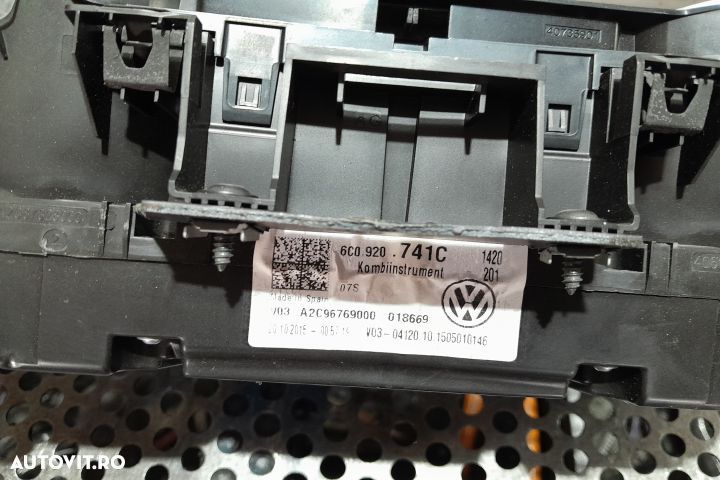 6C0.920 .741C 1420
Kombiinstrument 201
07S
Made in Spain
V03 A2C96769000 018669
V03-04120.10.1505010146
AUTOVIT.RO